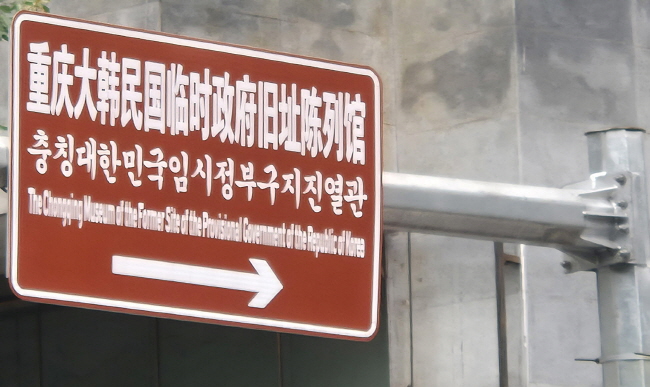 重庆大韩民国临时政府旧址陈列馆
충칭대한민국임시정부구지진열관
The Chongqing Museum of the Former Site of the Provisional Government of the Republic of Korea